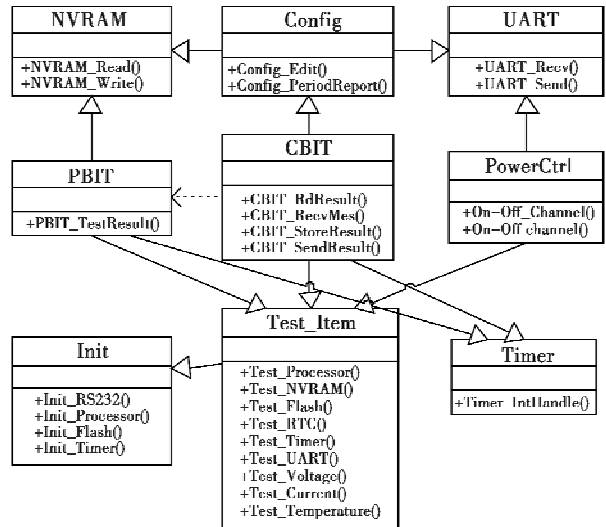 NVRAM
+NVRAM_Read()
+NVRAM_Write()
Config
+Config_Edit()
+Config_PeriodReport()
UART
+UART_Recv()
+UART_Send()
PBIT
+PBIT_TestResult()
CBIT
+CBIT_RdResult()
+CBIT_RecvMes()
+CBIT_StoreResult()
+CBIT_SendResult()
PowerCtrl
+On-Off_Channel()
+On-Off channel()
Init
+Init_RS232()
+Init_Processor()
+Init_Flash()
+Init_Timer()
Test_Item
+Test_Processor()
+Test_NVRAM()
+Test_Flash()
+Test_RTC()
+Test_Timer()
+Test_UART()
+Test_Voltage()
+Test_Current()
+Test_Temperature()
Timer
+Timer_IntHandle()